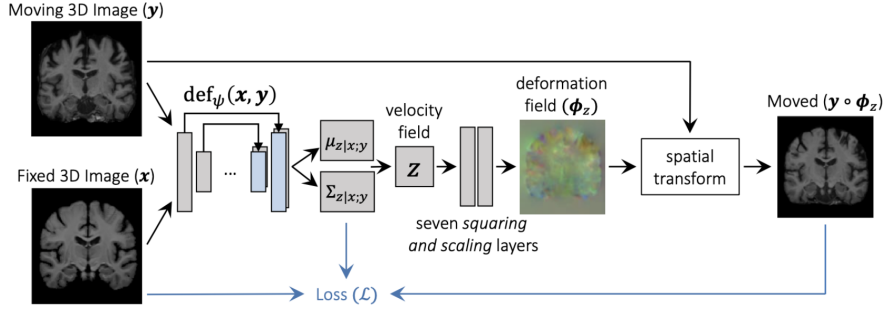 Moving 3D Image (y)
def_ψ(x, y)
deformation
field (ϕ_z)
velocity
field
Moved (y ∘ ϕ_z)
μ_z|x;y
Σ_z|x;y
z
...
spatial
transform
Fixed 3D Image (x)
seven squaring
and scaling layers
Loss (ℒ)